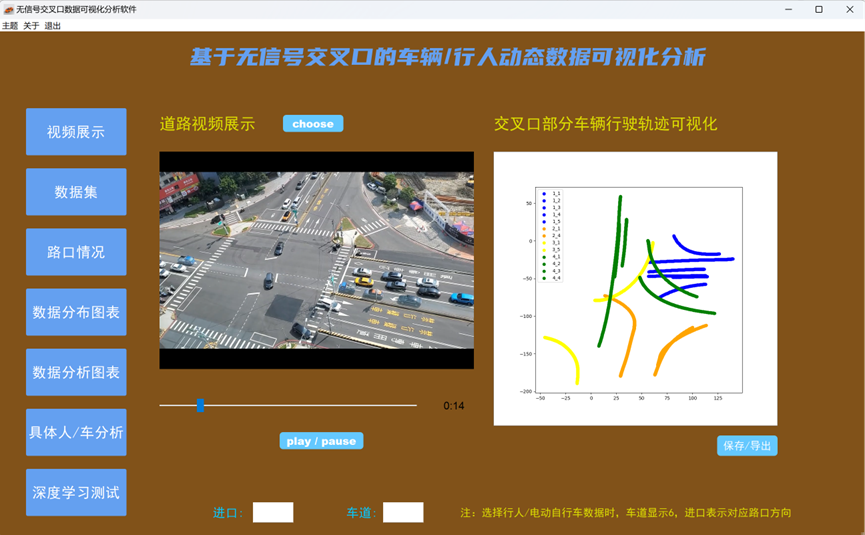 无信号交叉口数据可视化分析软件
主题 关于 退出
基于无信号交叉口的车辆/行人动态数据可视化分析
视频展示
数据集
路口情况
数据分布图表
数据分析图表
具体人/车分析
深度学习测试
道路视频展示
choose
0:14
play / pause
进口：
车道：
交叉口部分车辆行驶轨迹可视化
1_1
1_2
1_3
1_4
1_5
2_1
2_4
3_1
3_5
4_1
4_2
4_3
4_4
50
0
-50
-100
-150
-200
-50 -25 0 25 50 75 100 125
保存/导出
注：选择行人/电动自行车数据时，车道显示6，进口表示对应路口方向